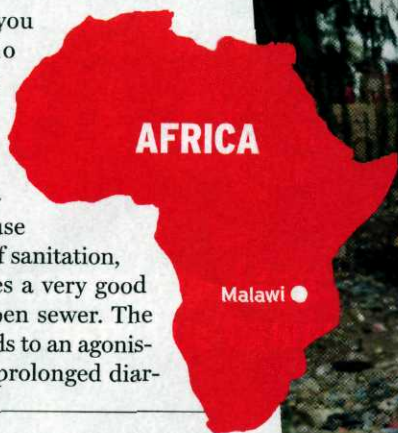 you
o
AFRICA
use
f sanitation,
es a very good
pen sewer. The
ds to an agonis-
prolonged diar-
Malawi